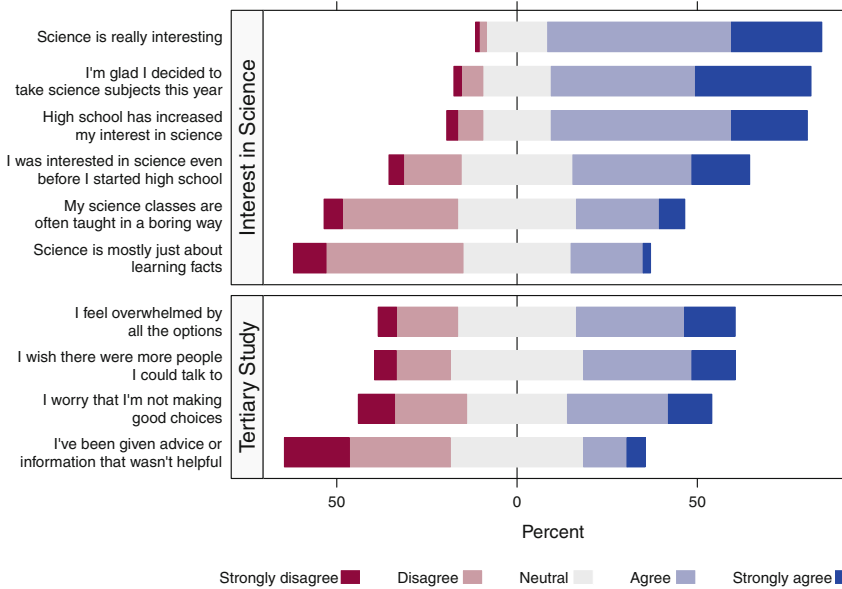 Science is really interesting
I'm glad I decided to
take science subjects this year
High school has increased
my interest in science
I was interested in science even
before I started high school
My science classes are
often taught in a boring way
Science is mostly just about
learning facts
Interest in Science
I feel overwhelmed by
all the options
I wish there were more people
I could talk to
I worry that I'm not making
good choices
I've been given advice or
information that wasn't helpful
Tertiary Study
50 0 50
Percent
Strongly disagree Disagree Neutral Agree Strongly agree